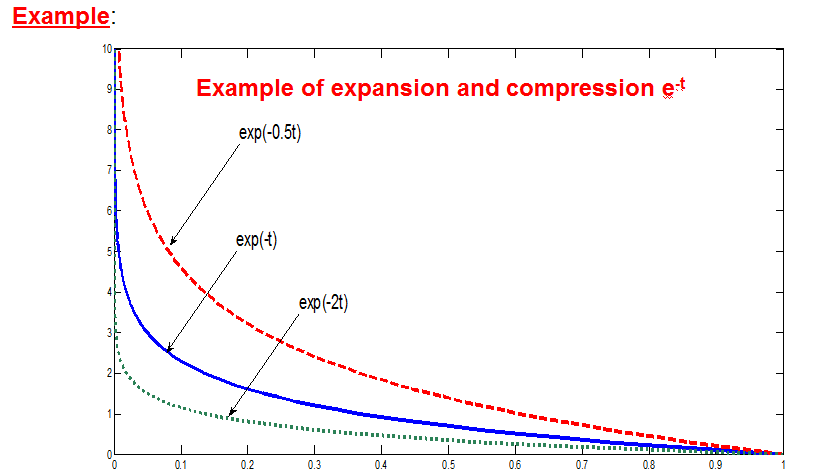 Example:
Example of expansion and compression e-t
exp(-0.5t)
exp(-t)
exp(-2t)
10
9
8
7
6
5
4
3
2
1
0
0 0.1 0.2 0.3 0.4 0.5 0.6 0.7 0.8 0.9 1